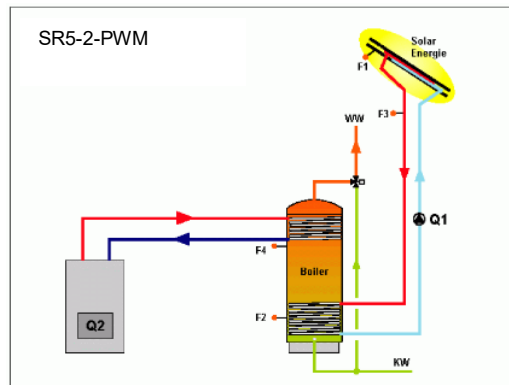 SR5-2-PWM
Solar
Energie
F1
F3
WW
Q1
F4
Boiler
F2
Q2
KW